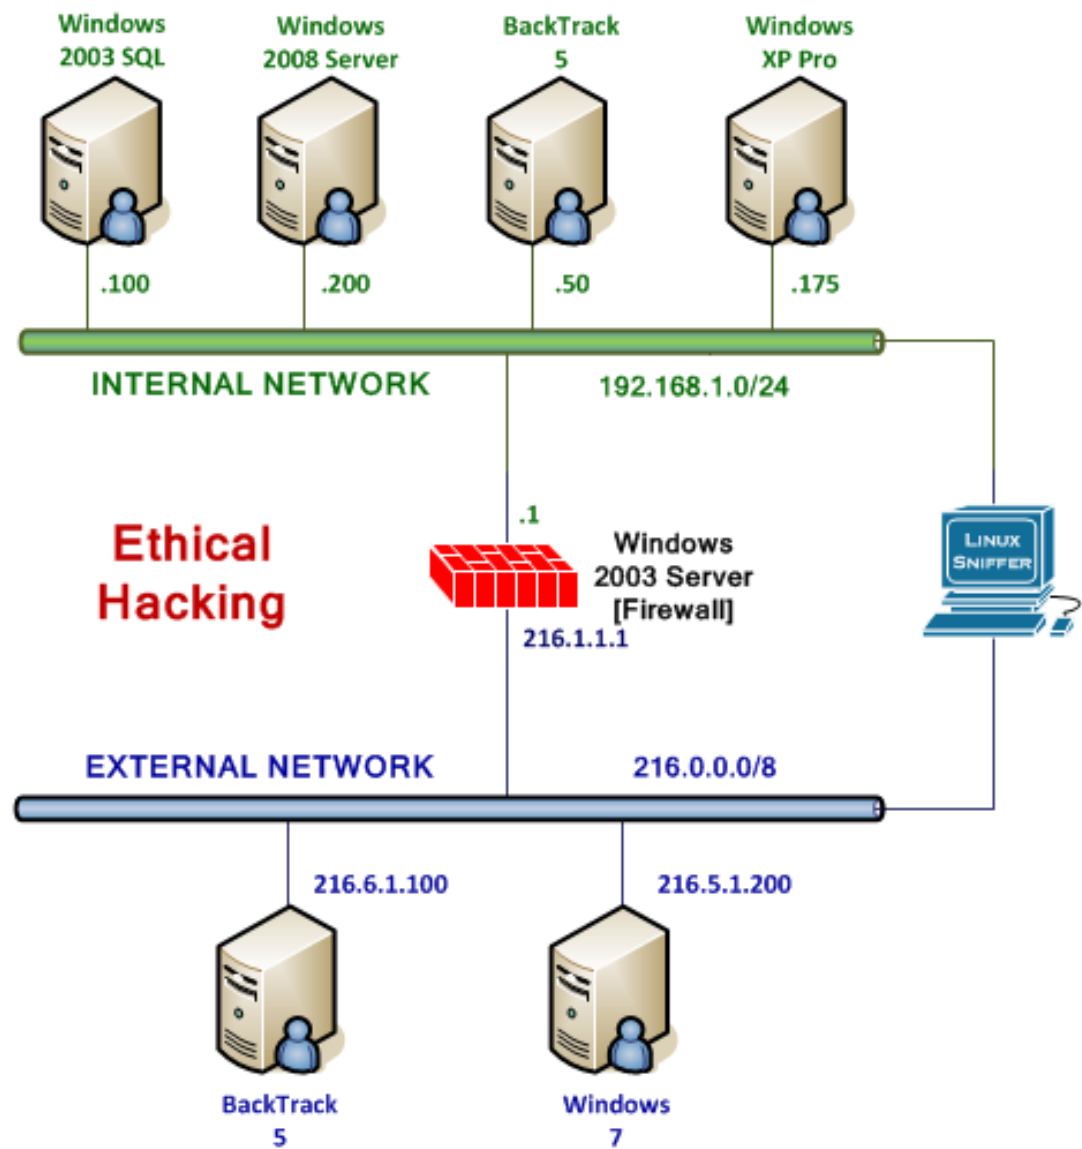 Windows
2003 SQL
Windows
2008 Server
BackTrack
5
Windows
XP Pro
.100
.200
.50
.175
INTERNAL NETWORK
192.168.1.0/24
.1
Ethical
Hacking
Windows
2003 Server
[Firewall]
LINUX
SNIFFER
216.1.1.1
EXTERNAL NETWORK
216.0.0.0/8
216.6.1.100
216.5.1.200
BackTrack
5
Windows
7